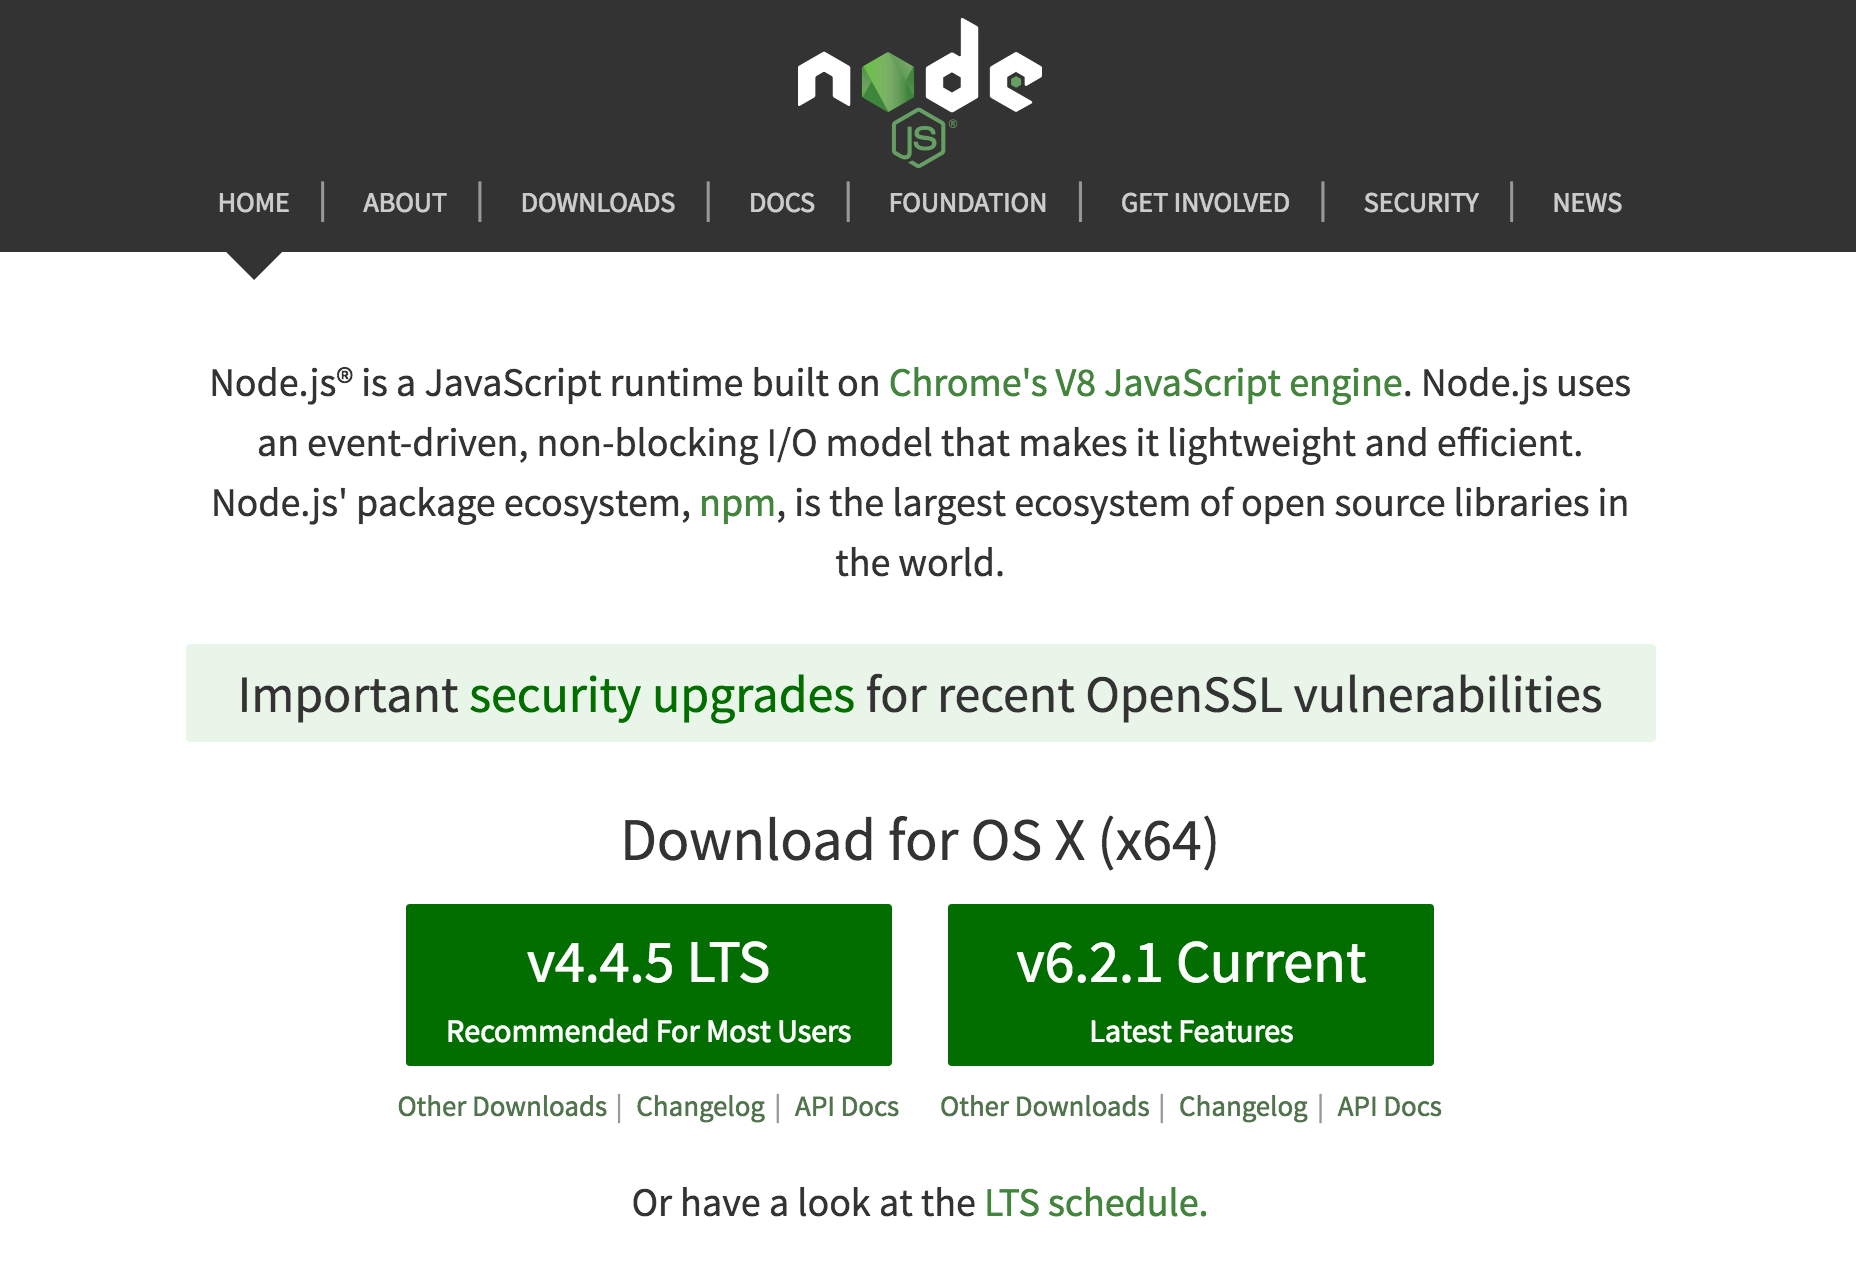 node
JS®
HOME | ABOUT | DOWNLOADS | DOCS | FOUNDATION | GET INVOLVED | SECURITY | NEWS
Node.js® is a JavaScript runtime built on Chrome's V8 JavaScript engine. Node.js uses
an event-driven, non-blocking I/O model that makes it lightweight and efficient.
Node.js' package ecosystem, npm, is the largest ecosystem of open source libraries in
the world.
Important security upgrades for recent OpenSSL vulnerabilities
Download for OS X (x64)
v4.4.5 LTS
Recommended For Most Users
v6.2.1 Current
Latest Features
Other Downloads | Changelog | API Docs
Other Downloads | Changelog | API Docs
Or have a look at the LTS schedule.